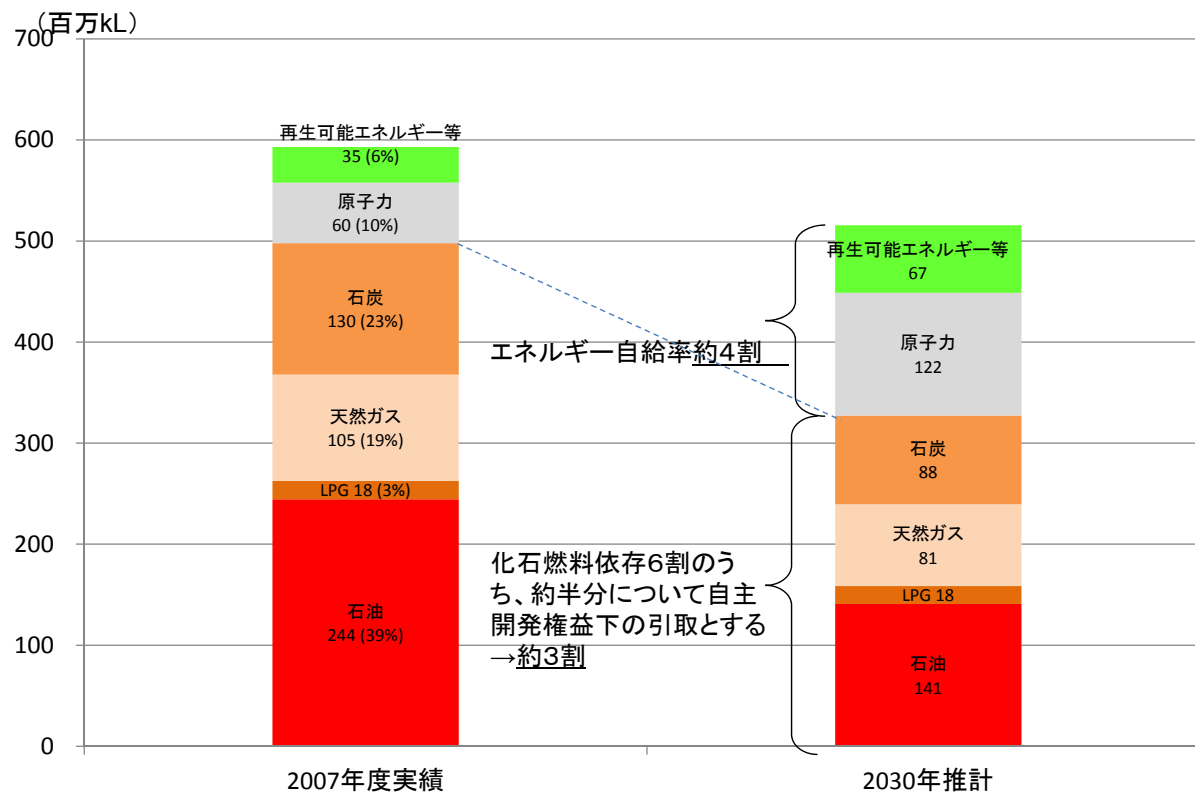 （百万kL）
700
600
500
400
300
200
100
0
再生可能エネルギー等
35 (6%)
原子力
60 (10%)
石炭
130 (23%)
天然ガス
105 (19%)
LPG 18 (3%)
石油
244 (39%)
エネルギー自給率約４割
化石燃料依存６割のう
ち、約半分について自主
開発権益下の引取とする
→約３割
再生可能エネルギー等
67
原子力
122
石炭
88
天然ガス
81
LPG 18
石油
141
2007年度実績
2030年推計